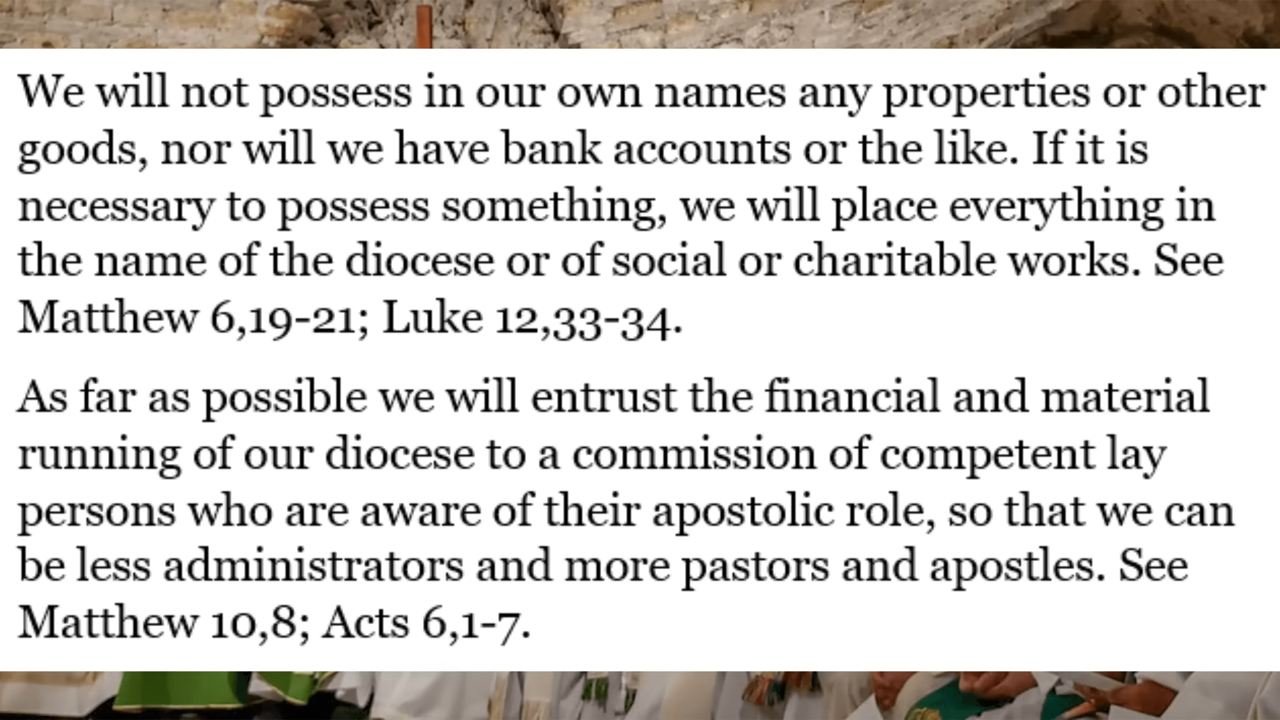 We will not possess in our own names any properties or other
goods, nor will we have bank accounts or the like. If it is
necessary to possess something, we will place everything in
the name of the diocese or of social or charitable works. See
Matthew 6,19-21; Luke 12,33-34.
As far as possible we will entrust the financial and material
running of our diocese to a commission of competent lay
persons who are aware of their apostolic role, so that we can
be less administrators and more pastors and apostles. See
Matthew 10,8; Acts 6,1-7.